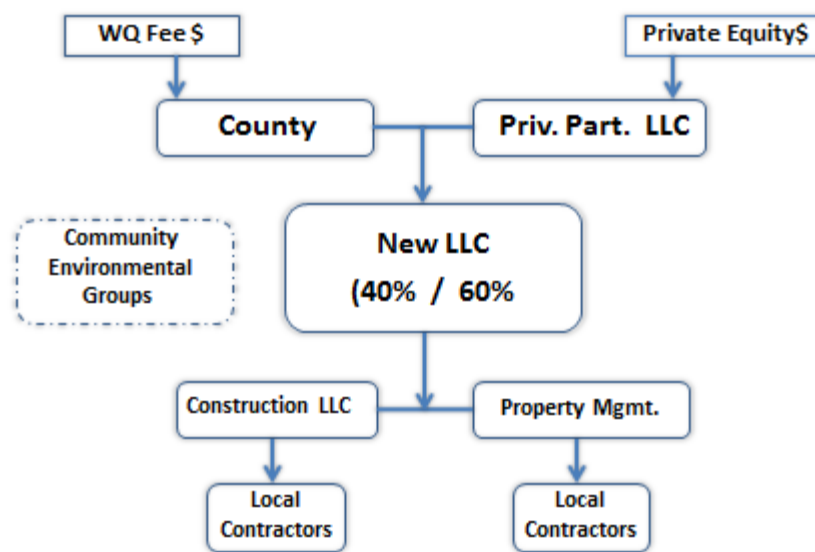 WQ Fee $
Private Equity$
County
Priv. Part. LLC
Community
Environmental
Groups
New LLC
(40% / 60%
Construction LLC
Property Mgmt.
Local
Contractors
Local
Contractors